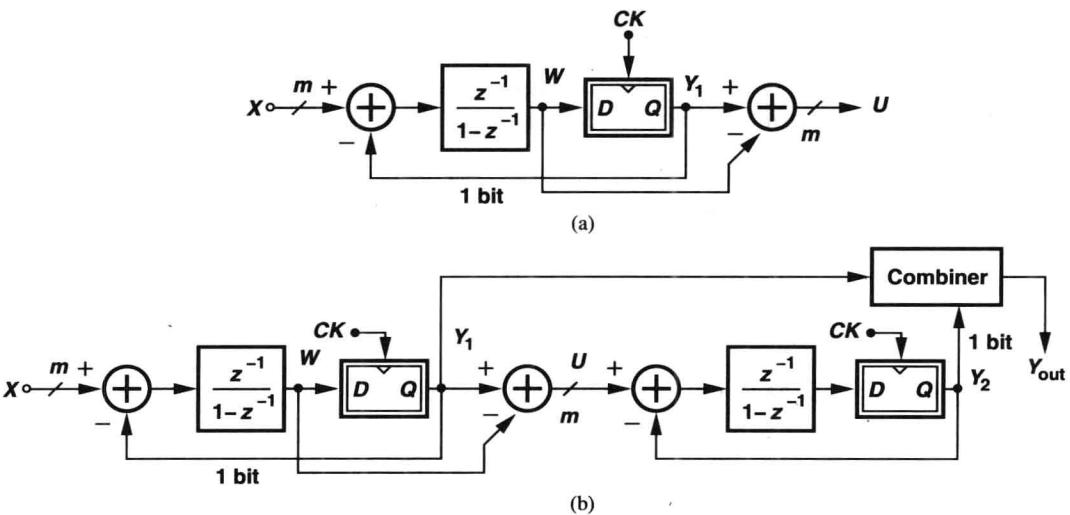 CK
X m + + z⁻¹ / 1–z⁻¹ W D Q Y₁ + + U
– – m
1 bit
(a)
Combiner
CK Y₁ CK 1 bit
X m + + z⁻¹ / 1–z⁻¹ W D Q + + U + + z⁻¹ / 1–z⁻¹ D Q Y₂ Yout
– – m –
1 bit
(b)